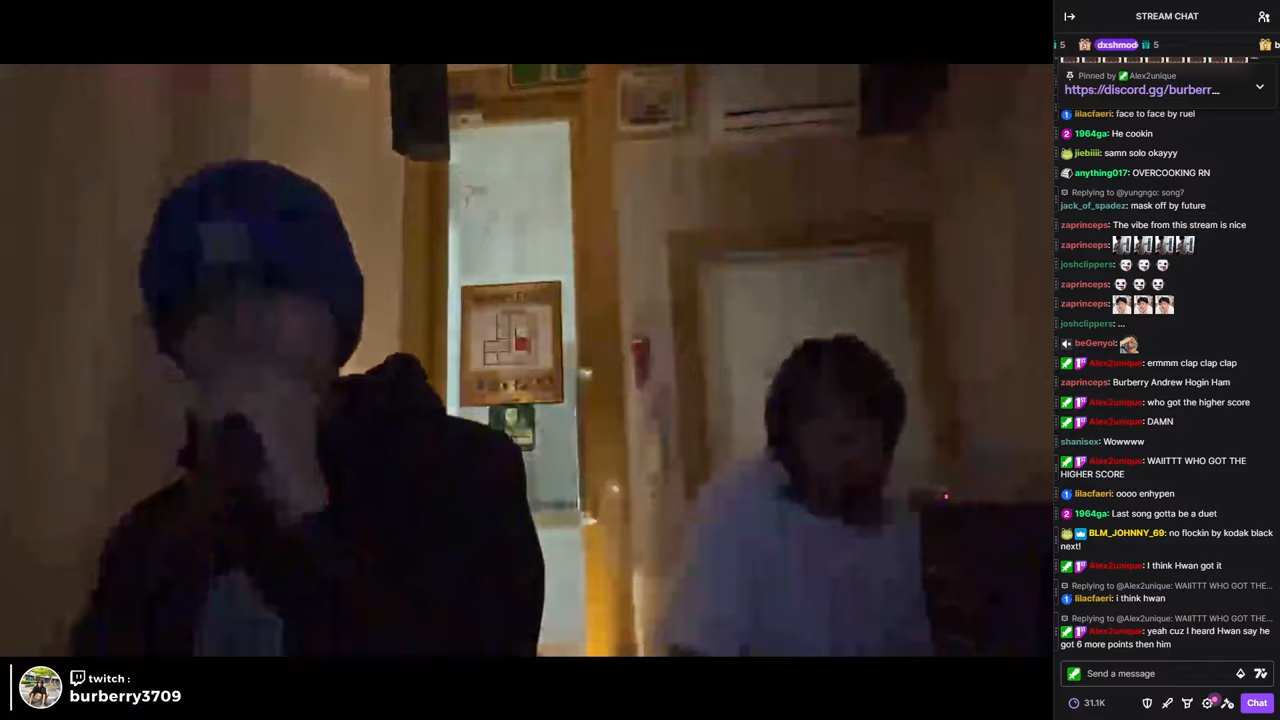 STREAM CHAT
5
dxshmod
5
Pinned by Alex2unique
https://discord.gg/burberr...
lilacfaeri: face to face by ruel
1964ga: He cookin
jiebiiii: samn solo okayyy
anything017: OVERCOOKING RN
Replying to @yungngo: song?
jack_of_spadez: mask off by future
zaprinceps: The vibe from this stream is nice
zaprinceps:
joshclippers:
zaprinceps:
zaprinceps:
joshclippers: ...
beGenyol:
Alex2unique: ermmm clap clap clap
zaprinceps: Burberry Andrew Hogin Ham
Alex2unique: who got the higher score
Alex2unique: DAMN
shanisex: Wowwww
Alex2unique: WAIITTT WHO GOT THE
HIGHER SCORE
lilacfaeri: oooo enhypen
1964ga: Last song gotta be a duet
BLM_JOHNNY_69: no flockin by kodak black
next!
Alex2unique: I think Hwan got it
Replying to @Alex2unique: WAIITTT WHO GOT THE...
lilacfaeri: i think hwan
Replying to @Alex2unique: WAIITTT WHO GOT THE...
Alex2unique: yeah cuz I heard Hwan say he
got 6 more points then him
Send a message
31.1K
Chat
twitch :
burberry3709